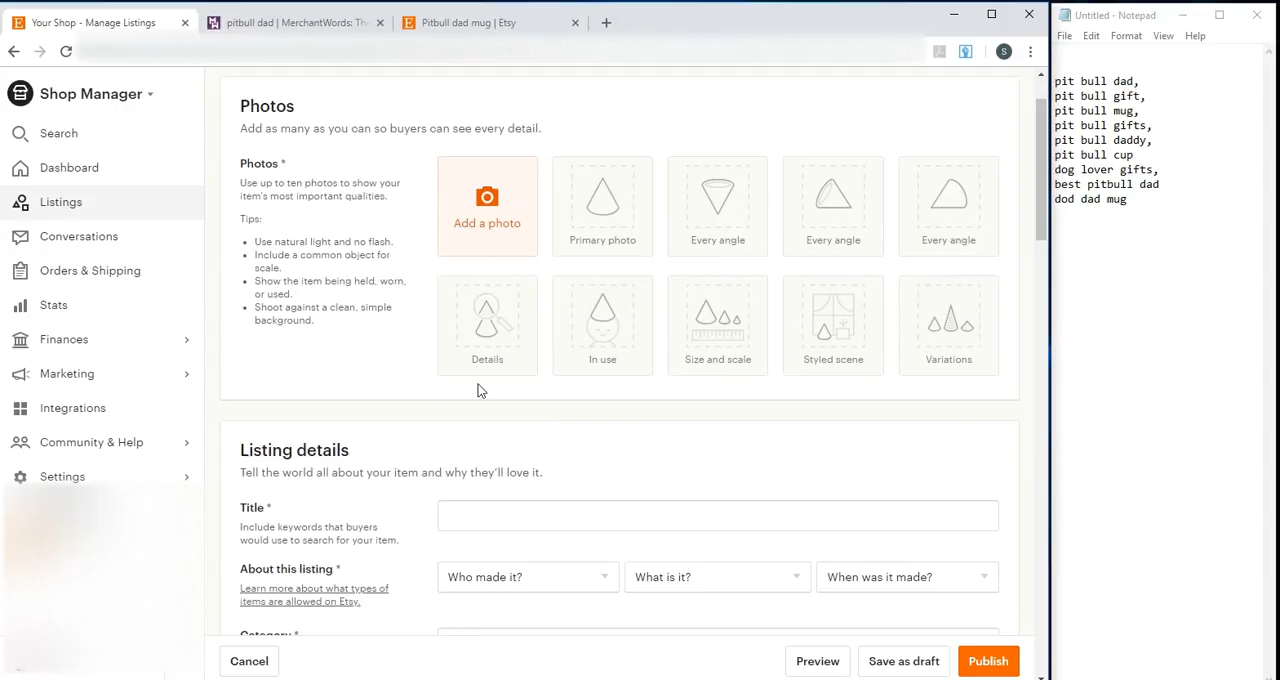 Your Shop - Manage Listings
pitbull dad | MerchantWords: The
Pitbull dad mug | Etsy
Untitled - Notepad
File Edit Format View Help
S
Shop Manager
Search
Dashboard
Listings
Conversations
Orders & Shipping
Stats
Finances
Marketing
Integrations
Community & Help
Settings
Photos
Add as many as you can so buyers can see every detail.
Photos *
Use up to ten photos to show your
item's most important qualities.
Tips:
• Use natural light and no flash.
• Include a common object for
scale.
• Show the item being held, worn,
or used.
• Shoot against a clean, simple
background.
Add a photo
Primary photo
Every angle
Every angle
Every angle
Details
In use
Size and scale
Styled scene
Variations
Listing details
Tell the world all about your item and why they'll love it.
Title *
Include keywords that buyers
would use to search for your item.
About this listing *
Learn more about what types of
items are allowed on Etsy.
Who made it?
What is it?
When was it made?
Category *
Cancel
Preview
Save as draft
Publish
pit bull dad,
pit bull gift,
pit bull mug,
pit bull gifts,
pit bull daddy,
pit bull cup
dog lover gifts,
best pitbull dad
dod dad mug